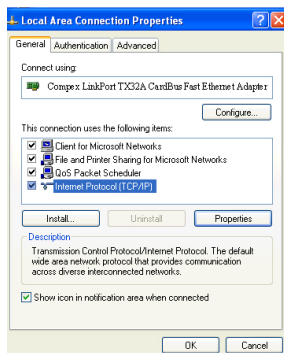 Local Area Connection Properties
General Authentication Advanced
Connect using:
Compex LinkPort TX32A CardBus Fast Ethernet Adapter
Configure...
This connection uses the following items:
Client for Microsoft Networks
File and Printer Sharing for Microsoft Networks
QoS Packet Scheduler
Internet Protocol (TCP/IP)
Install... Uninstall Properties
Description
Transmission Control Protocol/Internet Protocol. The default
wide area network protocol that provides communication
across diverse interconnected networks.
Show icon in notification area when connected
OK Cancel